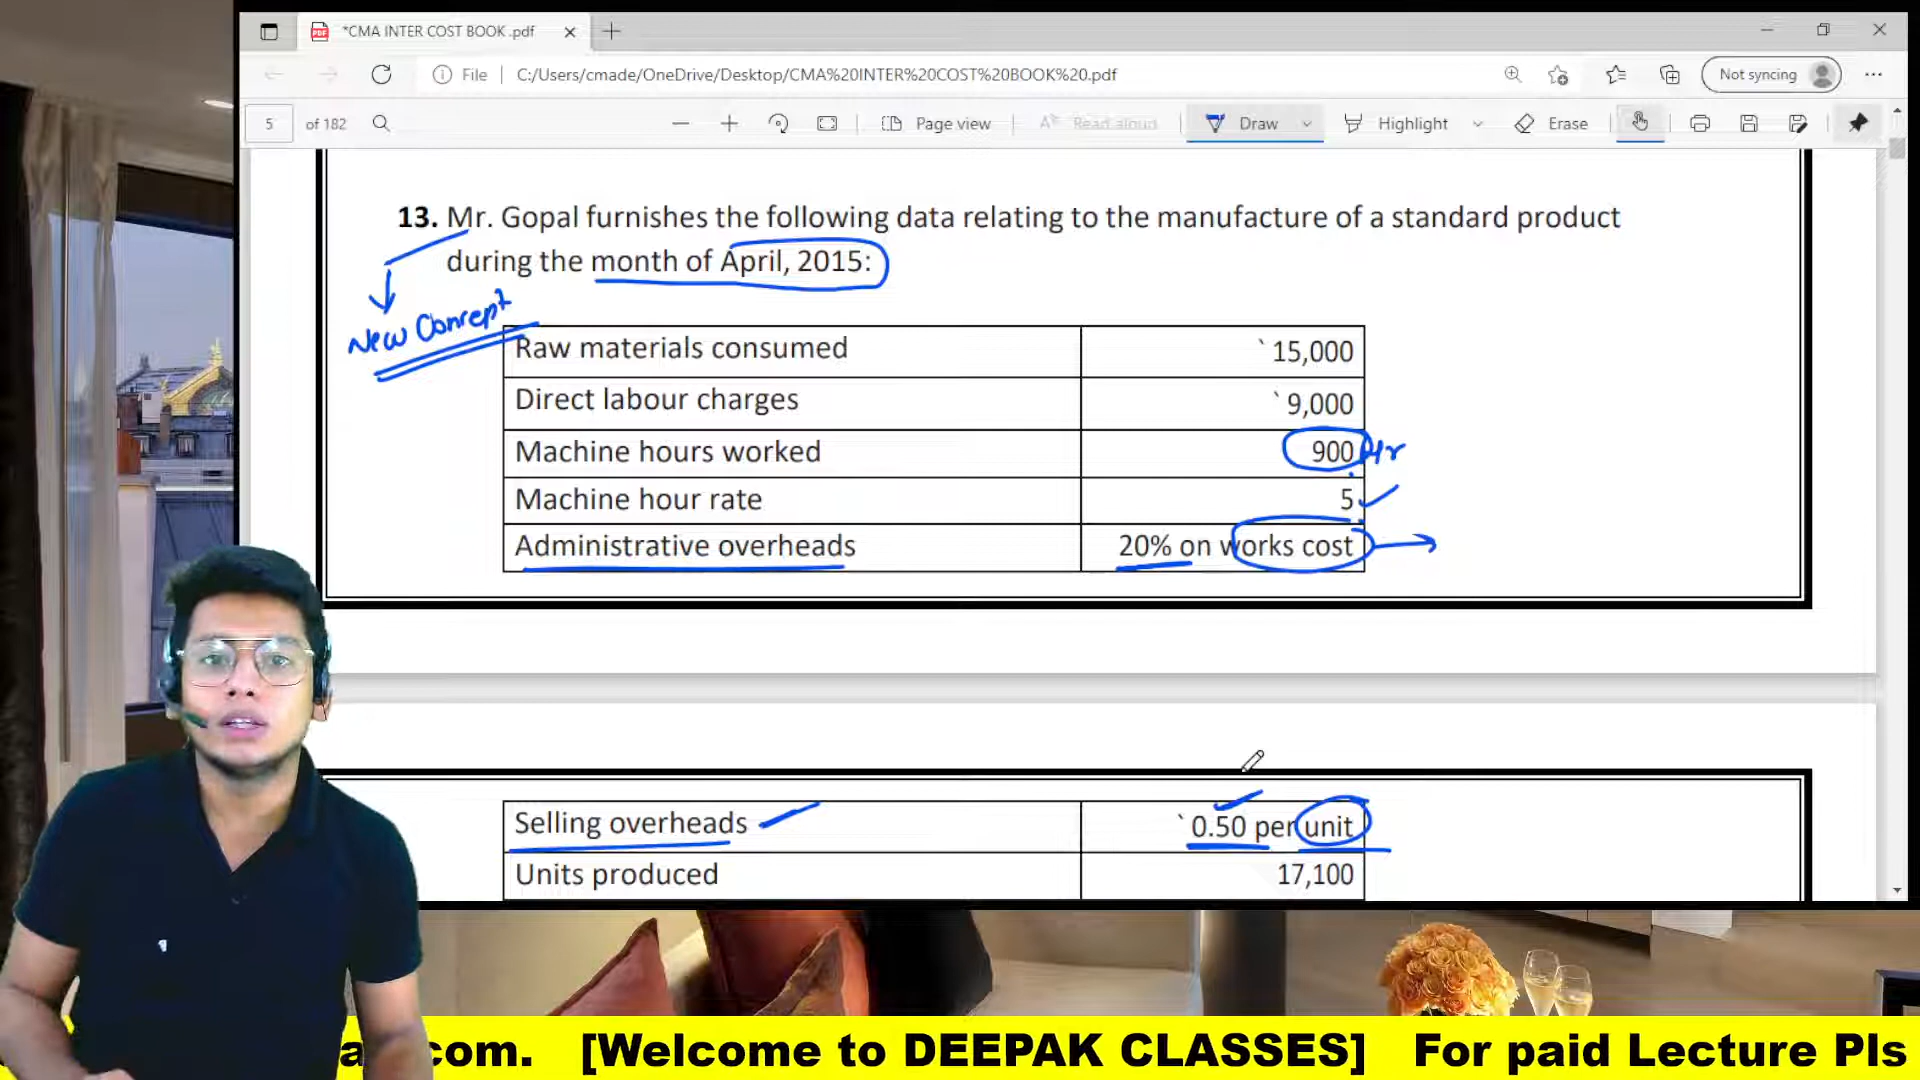 *CMA INTER COST BOOK .pdf
File C:/Users/cmade/OneDrive/Desktop/CMA%20INTER%20COST%20BOOK%20.pdf Not syncing
5 of 182 Page view Read aloud Draw Highlight Erase
13. Mr. Gopal furnishes the following data relating to the manufacture of a standard product
during the month of April, 2015:
New Concept
Raw materials consumed `15,000
Direct labour charges `9,000
Machine hours worked 900 Hr
Machine hour rate 5
Administrative overheads 20% on works cost
Selling overheads `0.50 per unit
Units produced 17,100
com. [Welcome to DEEPAK CLASSES] For paid Lecture Pls